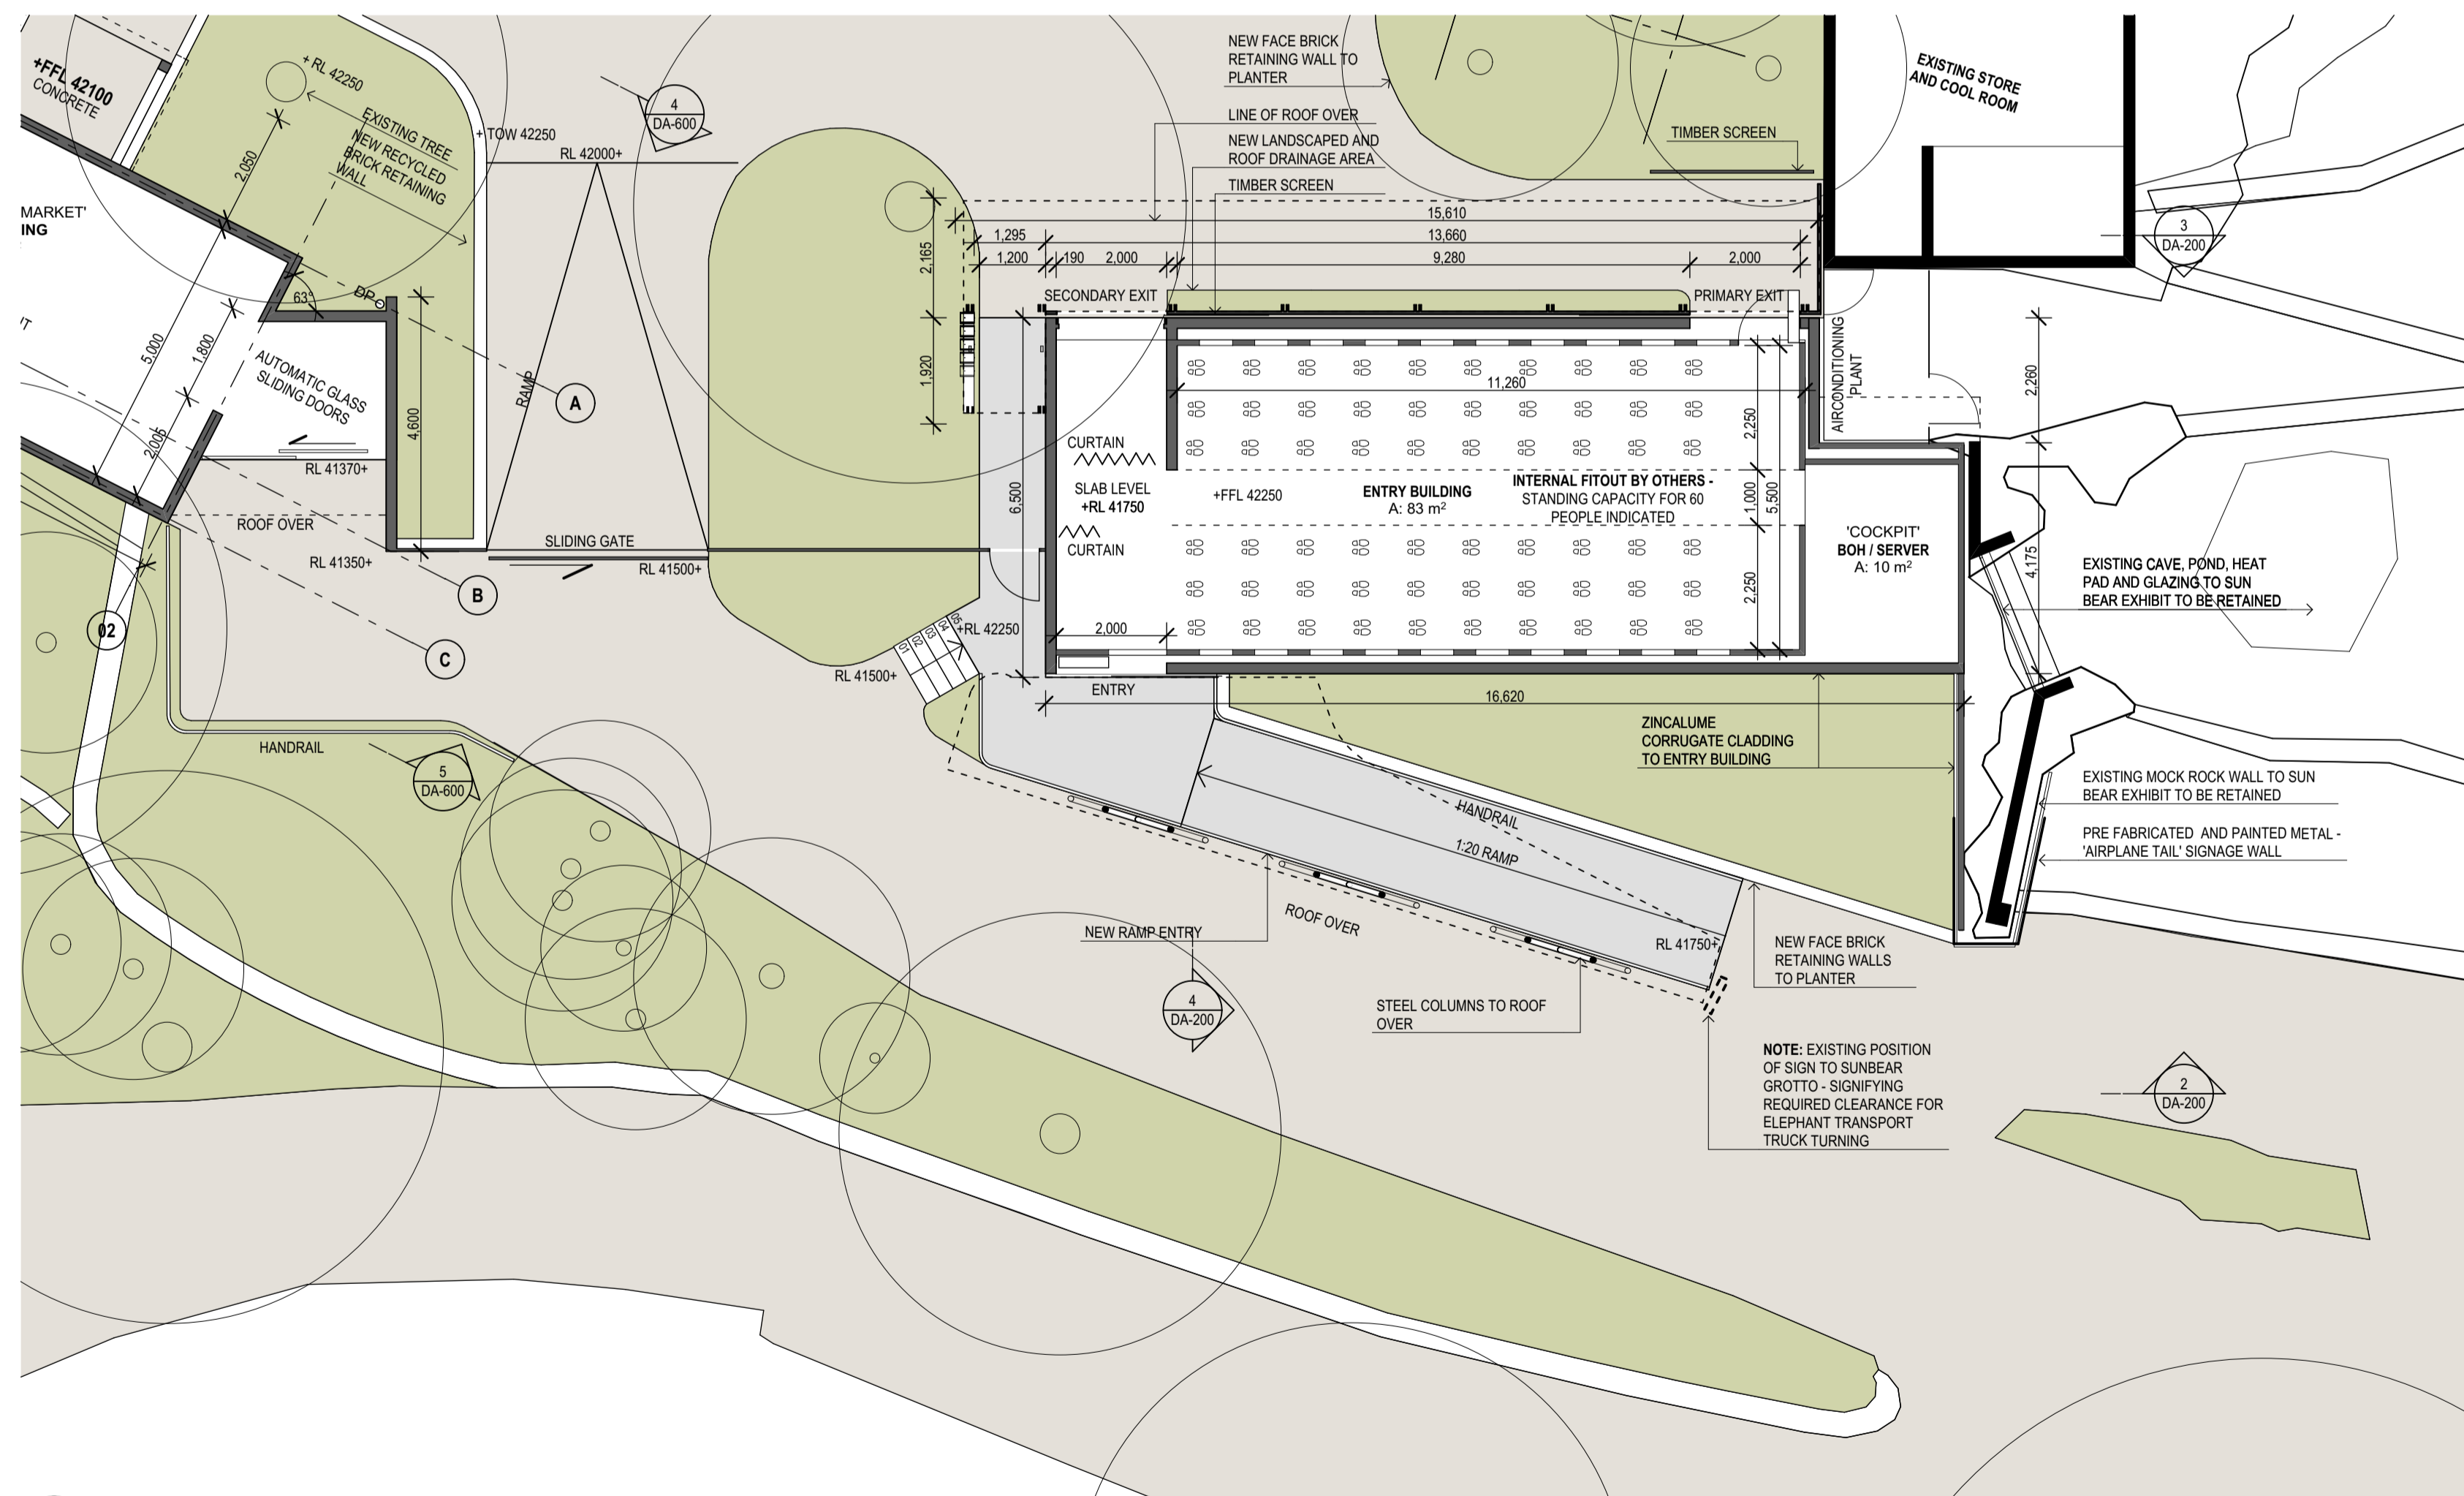 +FFL 42100
CONCRETE
+ RL 42250
EXISTING TREE
NEW RECYCLED
BRICK RETAINING
WALL
+ TOW 42250
RL 42000+
4
DA-600
2,050
MARKET'
ING
63°
DP
5,000
1,800
2,005
AUTOMATIC GLASS
SLIDING DOORS
RL 41370+
ROOF OVER
RL 41350+
4,600
RAMP
A
B
C
02
SLIDING GATE
RL 41500+
HANDRAIL
5
DA-600
NEW FACE BRICK
RETAINING WALL TO
PLANTER
LINE OF ROOF OVER
NEW LANDSCAPED AND
ROOF DRAINAGE AREA
TIMBER SCREEN
TIMBER SCREEN
EXISTING STORE
AND COOL ROOM
3
DA-200
15,610
1,295
13,660
1,200
190
2,000
9,280
2,000
2,165
1,920
SECONDARY EXIT
PRIMARY EXIT
AIRCONDITIONING
PLANT
2,260
4,175
11,260
2,250
1,000
5,500
2,250
6,500
CURTAIN
SLAB LEVEL
+RL 41750
CURTAIN
+FFL 42250
ENTRY BUILDING
A: 83 m²
INTERNAL FITOUT BY OTHERS -
STANDING CAPACITY FOR 60
PEOPLE INDICATED
'COCKPIT'
BOH / SERVER
A: 10 m²
EXISTING CAVE, POND, HEAT
PAD AND GLAZING TO SUN
BEAR EXHIBIT TO BE RETAINED
2,000
01
02
03
04
05
+RL 42250
RL 41500+
ENTRY
16,620
ZINCALUME
CORRUGATE CLADDING
TO ENTRY BUILDING
EXISTING MOCK ROCK WALL TO SUN
BEAR EXHIBIT TO BE RETAINED
PRE FABRICATED AND PAINTED METAL -
'AIRPLANE TAIL' SIGNAGE WALL
HANDRAIL
1:20 RAMP
ROOF OVER
NEW RAMP ENTRY
RL 41750+
4
DA-200
STEEL COLUMNS TO ROOF
OVER
NEW FACE BRICK
RETAINING WALLS
TO PLANTER
NOTE: EXISTING POSITION
OF SIGN TO SUNBEAR
GROTTO - SIGNIFYING
REQUIRED CLEARANCE FOR
ELEPHANT TRANSPORT
TRUCK TURNING
2
DA-200